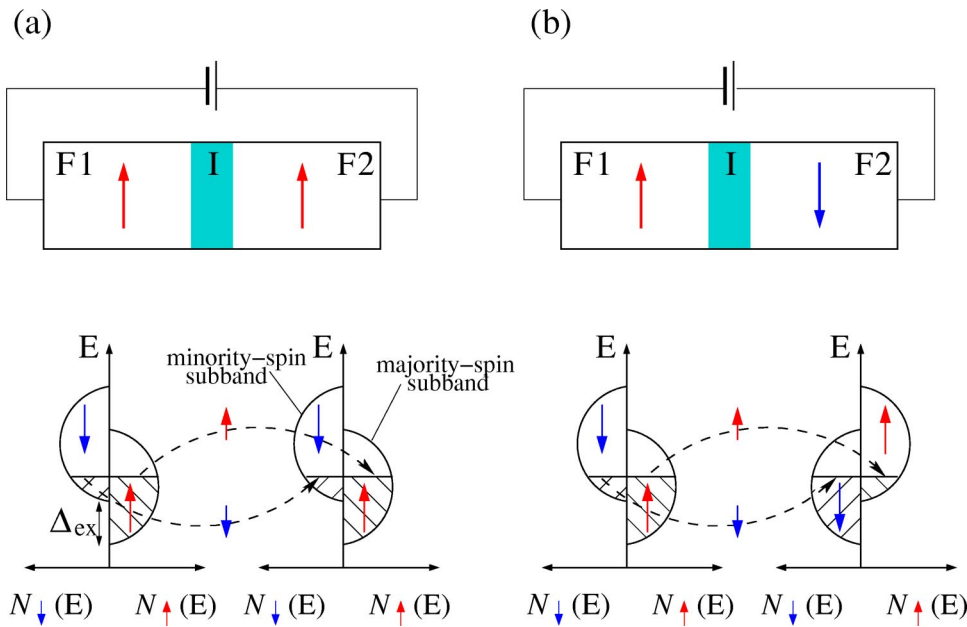 (a)
(b)
F1 I F2
F1 I F2
E E E E
minority-spin
subband
majority-spin
subband
Δex
N↓(E) N↑(E) N↓(E) N↑(E) N↓(E) N↑(E) N↓(E) N↑(E)